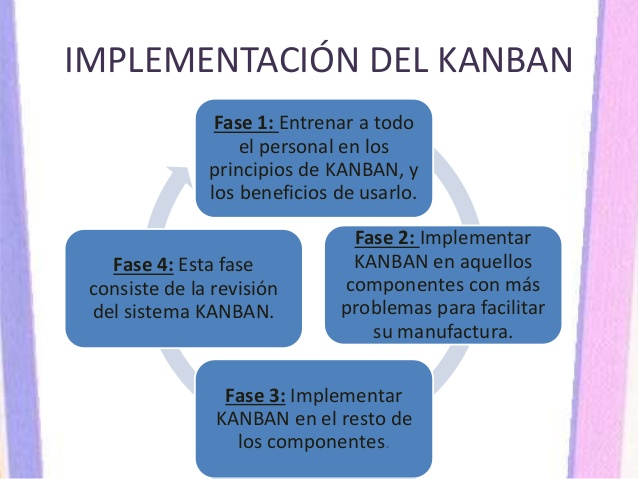 IMPLEMENTACIÓN DEL KANBAN
Fase 1: Entrenar a todo
el personal en los
principios de KANBAN, y
los beneficios de usarlo.
Fase 2: Implementar
KANBAN en aquellos
componentes con más
problemas para facilitar
su manufactura.
Fase 3: Implementar
KANBAN en el resto de
los componentes.
Fase 4: Esta fase
consiste de la revisión
del sistema KANBAN.